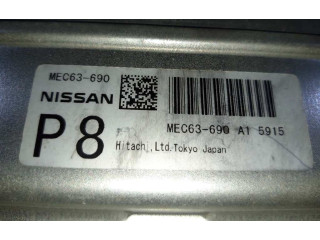 MEC63-690
NISSAN
P8
MEC63-690 A1 5915
Hitachi,Ltd.Tokyo Japan